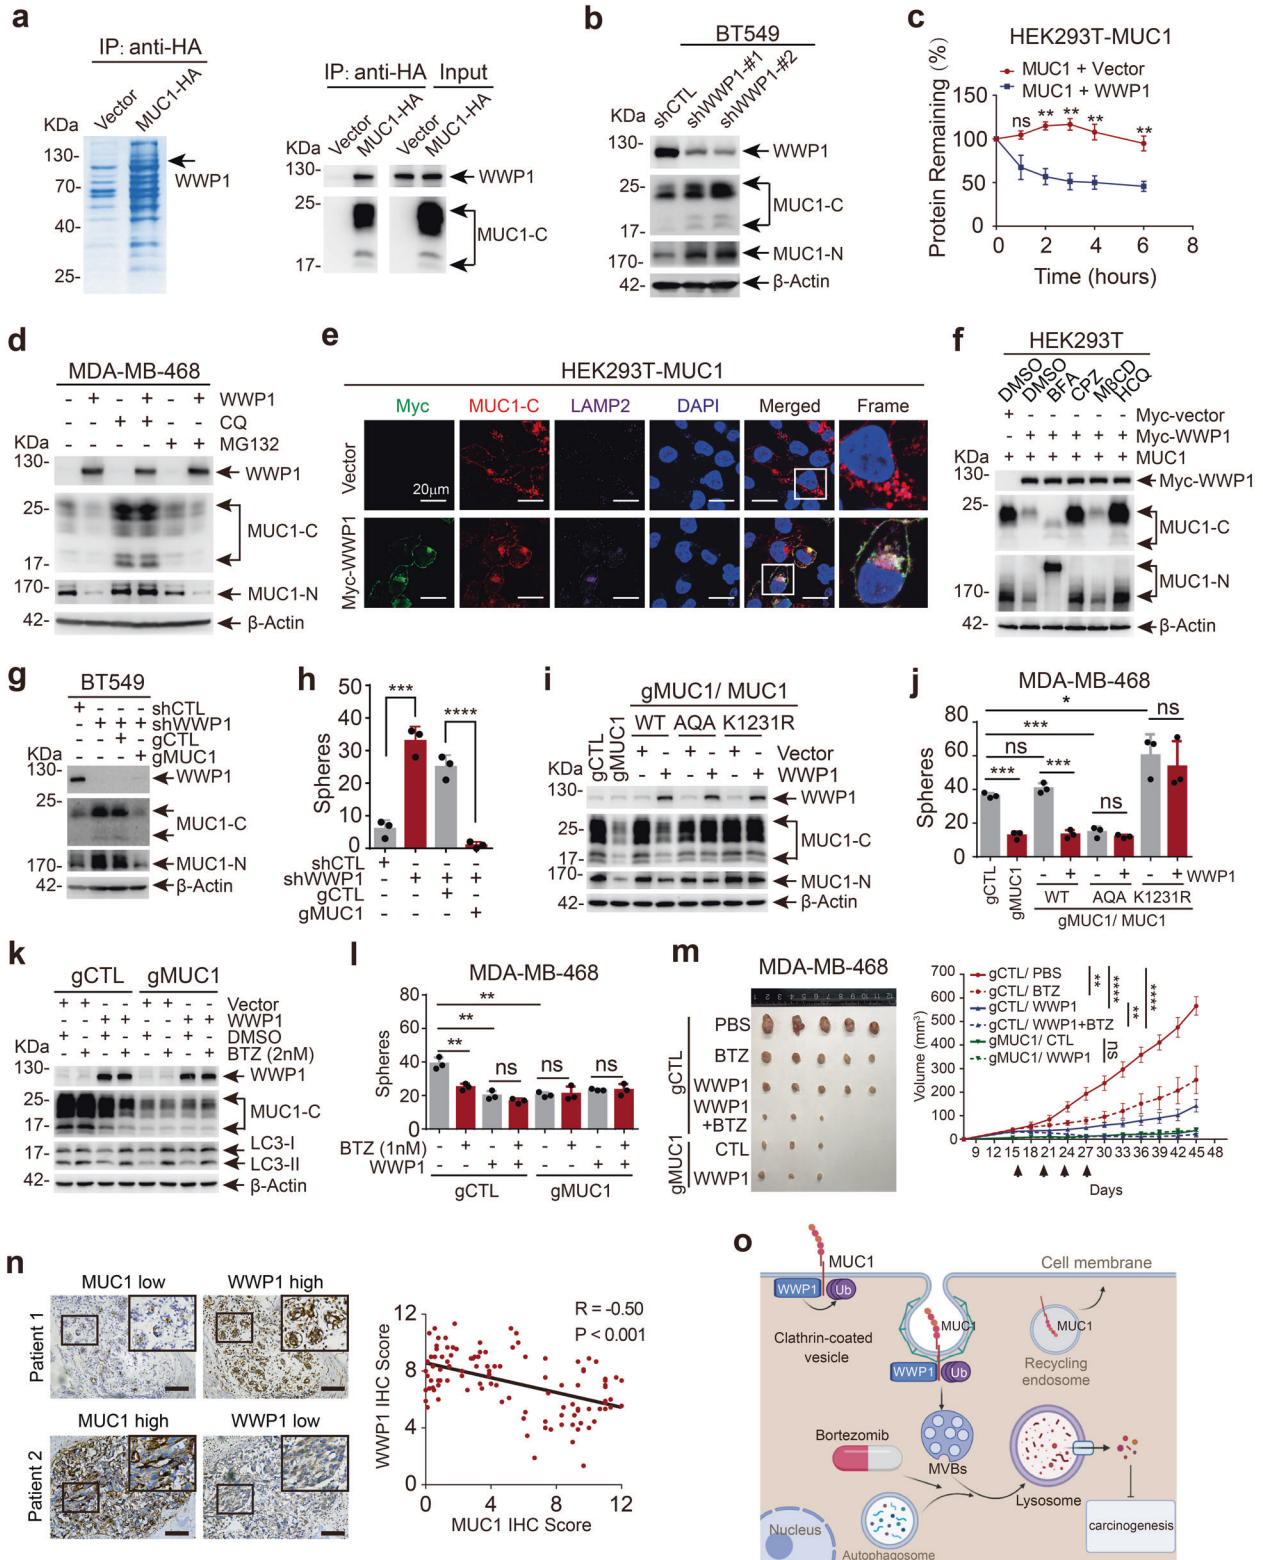 a
IP: anti-HA
Vector
MUC1-HA
KDa
130-
70-
40-
25-
WWP1
IP: anti-HA Input
Vector
MUC1-HA
Vector
MUC1-HA
KDa
130-
25-
17-
WWP1
MUC1-C
b
BT549
shCTL
shWWP1-#1
shWWP1-#2
KDa
130-
25-
17-
170-
42-
WWP1
MUC1-C
MUC1-N
β-Actin
c
HEK293T-MUC1
MUC1 + Vector
MUC1 + WWP1
Protein Remaining (%)
150
100
50
0
ns ** ** ** **
0 2 4 6 8
Time (hours)
d
MDA-MB-468
- + - + - + WWP1
- - + + - - CQ
- - - - + + MG132
KDa
130-
25-
17-
170-
42-
WWP1
MUC1-C
MUC1-N
β-Actin
e
HEK293T-MUC1
Myc MUC1-C LAMP2 DAPI Merged Frame
Vector
20μm
Myc-WWP1
f
HEK293T
DMSO
DMSO
BFA
CPZ
MβCD
HCQ
+ - - - - - Myc-vector
- + + + + + Myc-WWP1
+ + + + + + MUC1
KDa
130-
25-
170-
42-
Myc-WWP1
MUC1-C
MUC1-N
β-Actin
g
BT549
+ - - - shCTL
- + + + shWWP1
- - + - gCTL
- - - + gMUC1
KDa
130-
25-
170-
42-
WWP1
MUC1-C
MUC1-N
β-Actin
h
Spheres
50
40
30
20
10
0
*** ****
shCTL + - - -
shWWP1 - + + +
gCTL - - + -
gMUC1 - - - +
i
gMUC1/ MUC1
gCTL
gMUC1
WT AQA K1231R
+ - + - + - Vector
- + - + - + WWP1
KDa
130-
25-
17-
170-
42-
WWP1
MUC1-C
MUC1-N
β-Actin
j
MDA-MB-468
Spheres
80
60
40
20
0
*
***
ns
*** *** ns ns
gCTL
gMUC1
- + - + - + WWP1
WT AQA K1231R
gMUC1/ MUC1
k
gCTL gMUC1
+ + - - + + - - Vector
- - + + - - + + WWP1
+ - + - + - + - DMSO
- + - + - + - + BTZ (2nM)
KDa
130-
25-
17-
17-
42-
WWP1
MUC1-C
LC3-I
LC3-II
β-Actin
l
MDA-MB-468
Spheres
80
60
40
20
0
**
**
** ns ns ns
BTZ (1nM) - + - + - + - +
WWP1 - - + + - - + +
gCTL gMUC1
m
MDA-MB-468
1 2 3 4 5 6 7 8 9 10 11 12
gCTL
PBS
BTZ
WWP1
WWP1
+BTZ
gMUC1
CTL
WWP1
Volume (mm³)
700
600
500
400
300
200
100
0
gCTL/ PBS
gCTL/ BTZ
gCTL/ WWP1
gCTL/ WWP1+BTZ
gMUC1/ CTL
gMUC1/ WWP1
** **** ** ****
ns
9 12 15 18 21 24 27 30 33 36 39 42 45 48
Days
n
MUC1 low WWP1 high
Patient 1
MUC1 high WWP1 low
Patient 2
WWP1 IHC Score
12
8
4
0
R = -0.50
P < 0.001
0 4 8 12
MUC1 IHC Score
o
MUC1
Cell membrane
WWP1 Ub
Clathrin-coated
vesicle
MUC1
WWP1 Ub
MUC1
Recycling
endosome
Bortezomib
MVBs
Lysosome
carcinogenesis
Nucleus
Autophagosome